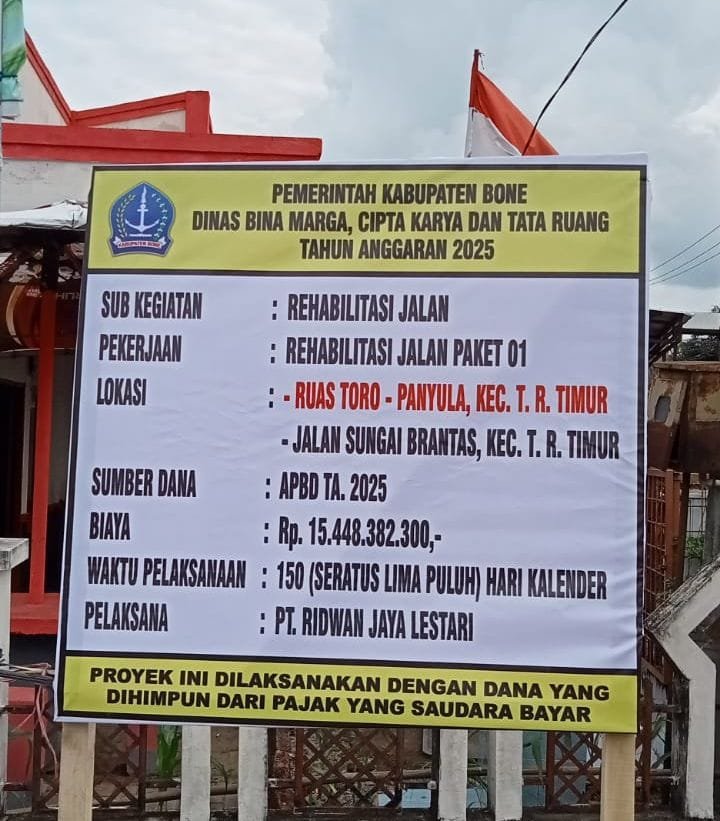 PEMERINTAH KABUPATEN BONE
DINAS BINA MARGA, CIPTA KARYA DAN TATA RUANG
TAHUN ANGGARAN 2025
KABUPATEN BONE
SUB KEGIATAN : REHABILITASI JALAN
PEKERJAAN : REHABILITASI JALAN PAKET 01
LOKASI : - RUAS TORO - PANYULA, KEC. T. R. TIMUR
- JALAN SUNGAI BRANTAS, KEC. T. R. TIMUR
SUMBER DANA : APBD TA. 2025
BIAYA : Rp. 15.448.382.300,-
WAKTU PELAKSANAAN : 150 (SERATUS LIMA PULUH) HARI KALENDER
PELAKSANA : PT. RIDWAN JAYA LESTARI
PROYEK INI DILAKSANAKAN DENGAN DANA YANG
DIHIMPUN DARI PAJAK YANG SAUDARA BAYAR